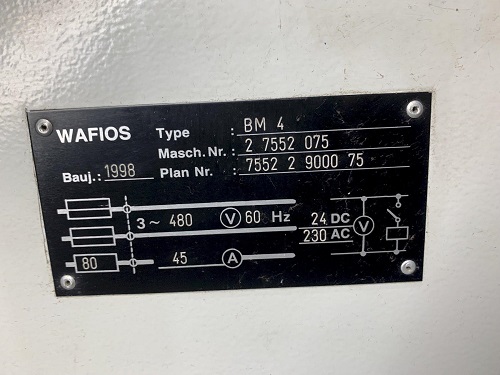 WAFIOS Type : BM 4
Masch. Nr. : 2 7552 075
Bauj.: 1998 Plan Nr. : 7552 2 9000 75
3~ 480 V 60 Hz 24 DC V
230 AC
80 45 A